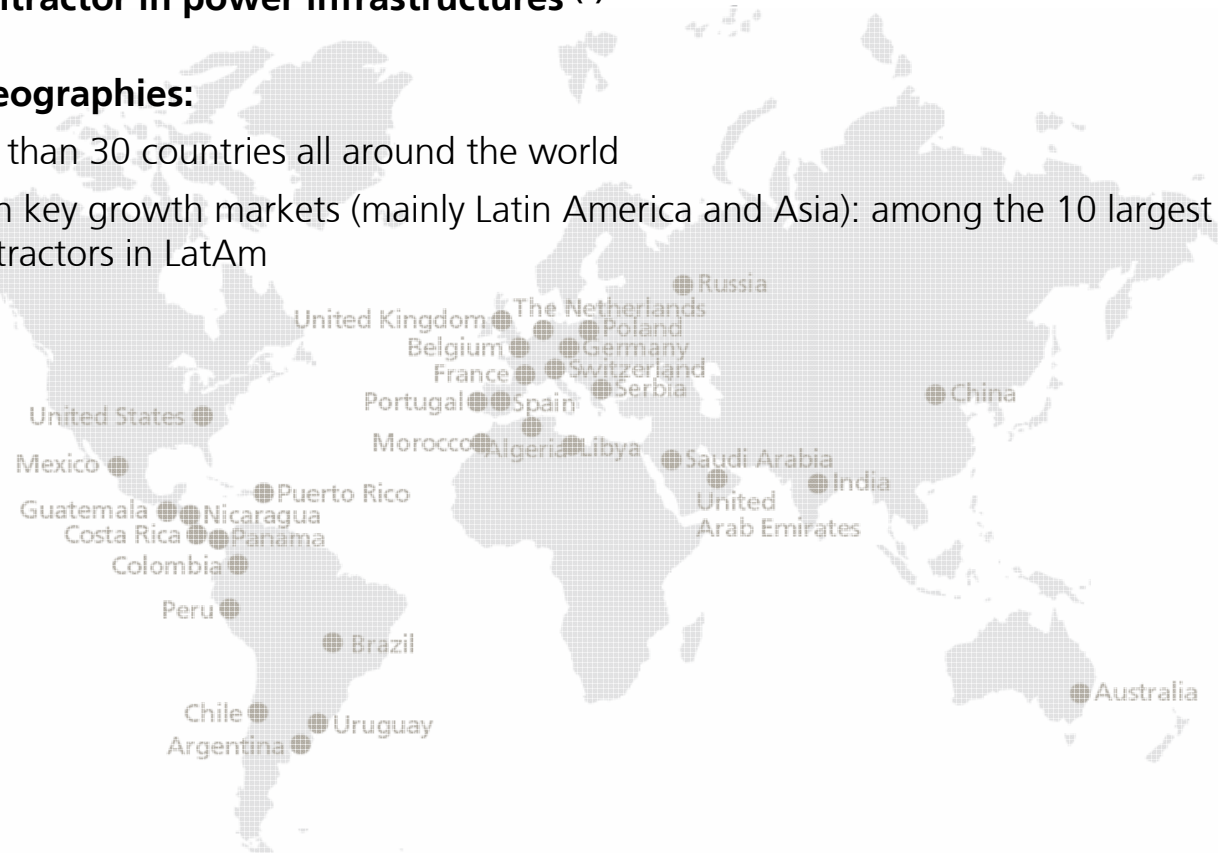 ntractor in power infrastructures
eographies:
than 30 countries all around the world
n key growth markets (mainly Latin America and Asia): among the 10 largest
tractors in LatAm
Russia
The Netherlands
United Kingdom
Poland
Belgium
Germany
France
Switzerland
Serbia
China
Portugal
Spain
United States
Morocco
Algeria
Libya
Mexico
Saudi Arabia
India
Puerto Rico
United
Arab Emirates
Guatemala
Nicaragua
Costa Rica
Panama
Colombia
Peru
Brazil
Australia
Chile
Uruguay
Argentina